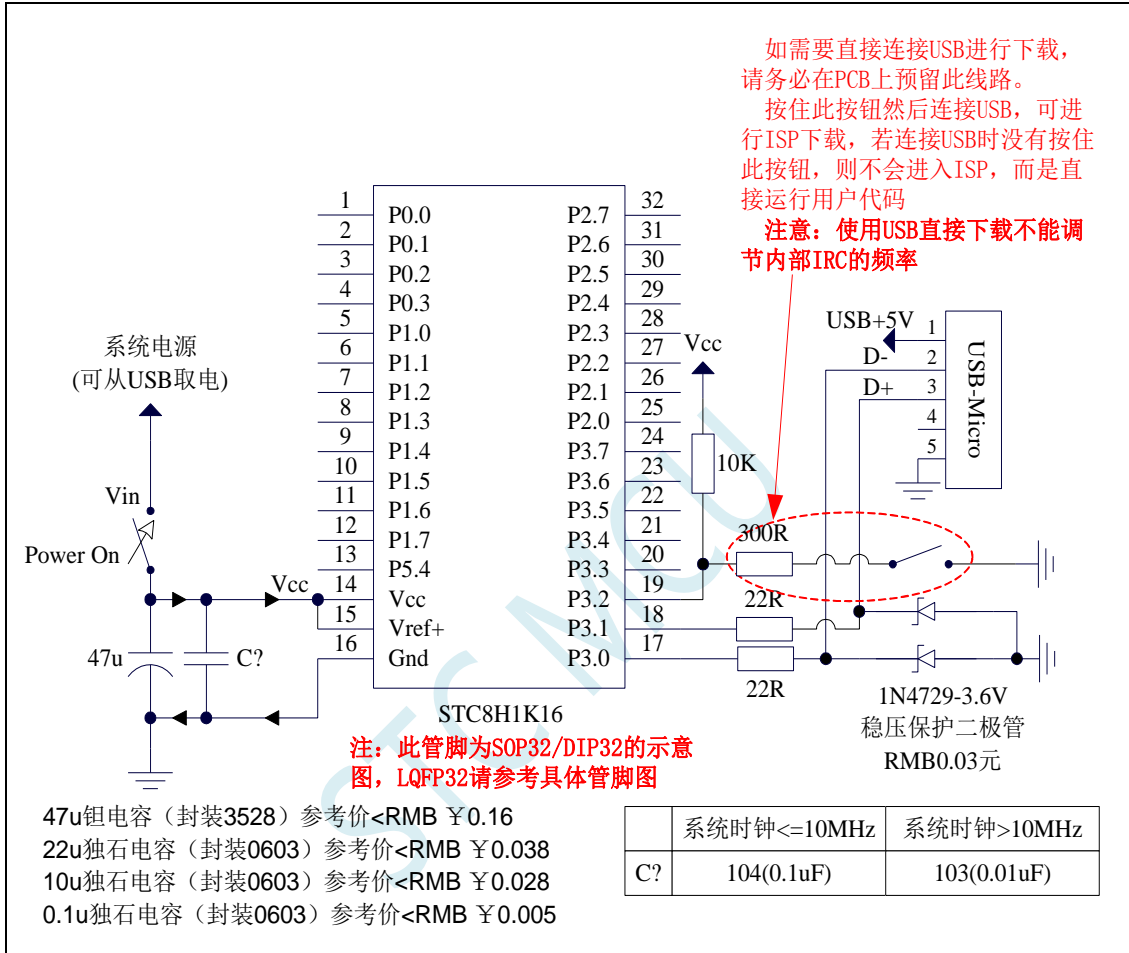 如需要直接连接USB进行下载，
请务必在PCB上预留此线路。
按住此按钮然后连接USB，可进
行ISP下载，若连接USB时没有按住
此按钮，则不会进入ISP，而是直
接运行用户代码
注意：使用USB直接下载不能调
节内部IRC的频率
1 P0.0 P2.7 32
2 P0.1 P2.6 31
3 P0.2 P2.5 30
4 P0.3 P2.4 29
5 P1.0 P2.3 28
6 P1.1 P2.2 27
7 P1.2 P2.1 26
8 P1.3 P2.0 25
9 P1.4 P3.7 24
10 P1.5 P3.6 23
11 P1.6 P3.5 22
12 P1.7 P3.4 21
13 P5.4 P3.3 20
14 Vcc P3.2 19
15 Vref+ P3.1 18
16 Gnd P3.0 17
STC8H1K16
系统电源
(可从USB取电)
Vin
Power On
Vcc
47u
C?
Vcc
10K
300R
22R
22R
USB+5V 1
D- 2
D+ 3
4
5
USB-Micro
1N4729-3.6V
稳压保护二极管
RMB0.03元
STC MCU
注：此管脚为SOP32/DIP32的示意
图，LQFP32请参考具体管脚图
47u钽电容（封装3528）参考价<RMB ￥0.16
22u独石电容（封装0603）参考价<RMB ￥0.038
10u独石电容（封装0603）参考价<RMB ￥0.028
0.1u独石电容（封装0603）参考价<RMB ￥0.005
系统时钟<=10MHz 系统时钟>10MHz
C? 104(0.1uF) 103(0.01uF)